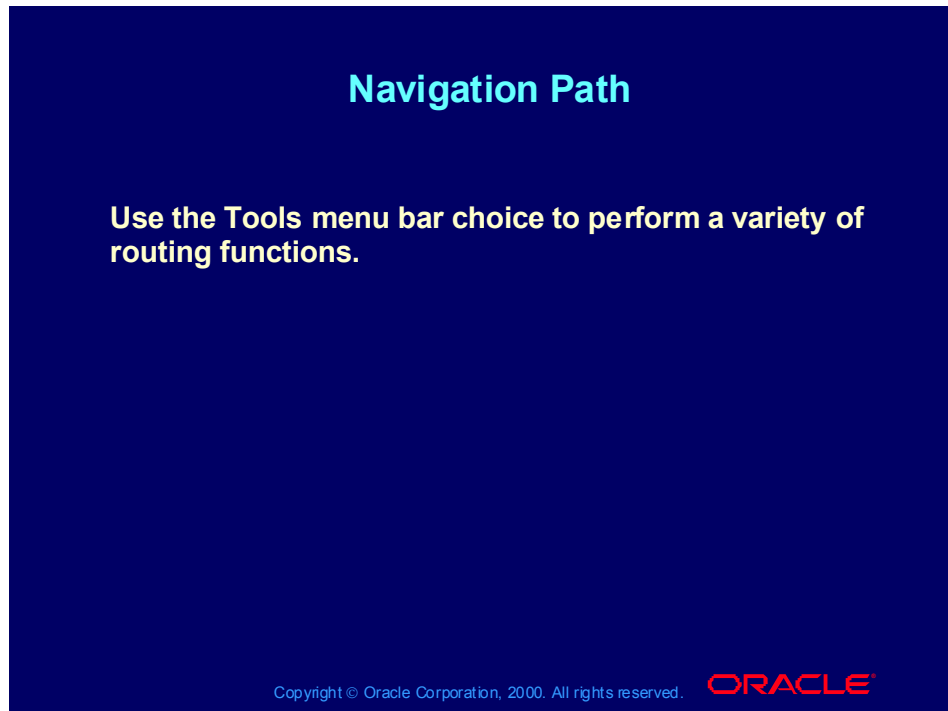 Navigation Path
Use the Tools menu bar choice to perform a variety of
routing functions.
Copyright © Oracle Corporation, 2000. All rights reserved.
ORACLE®